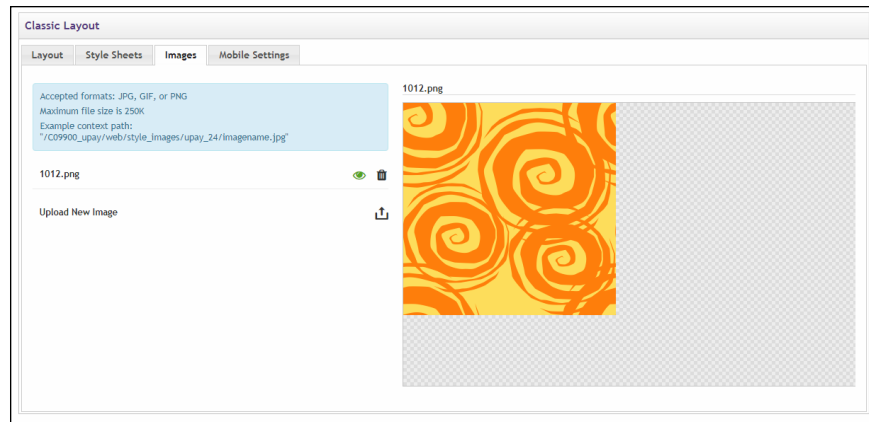 Classic Layout
Layout
Style Sheets
Images
Mobile Settings
Accepted formats: JPG, GIF, or PNG
Maximum file size is 250K
Example context path:
"/C09900_upay/web/style_images/upay_24/imagename.jpg"
1012.png
Upload New Image
1012.png